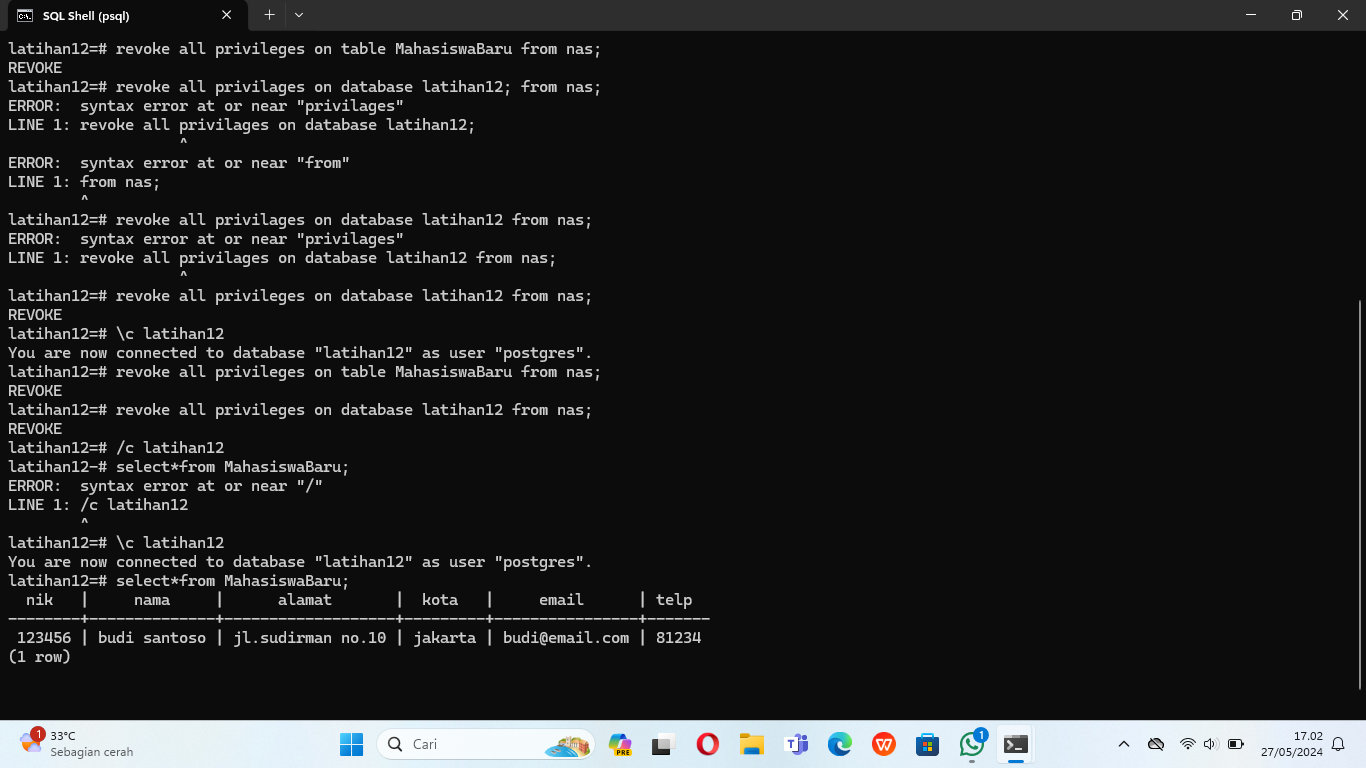 SQL Shell (psql)
latihan12=# revoke all privileges on table MahasiswaBaru from nas;
REVOKE
latihan12=# revoke all privilages on database latihan12; from nas;
ERROR:  syntax error at or near "privilages"
LINE 1: revoke all privilages on database latihan12;
                   ^
ERROR:  syntax error at or near "from"
LINE 1: from nas;
        ^
latihan12=# revoke all privilages on database latihan12 from nas;
ERROR:  syntax error at or near "privilages"
LINE 1: revoke all privilages on database latihan12 from nas;
                   ^
latihan12=# revoke all privileges on database latihan12 from nas;
REVOKE
latihan12=# \c latihan12
You are now connected to database "latihan12" as user "postgres".
latihan12=# revoke all privileges on table MahasiswaBaru from nas;
REVOKE
latihan12=# revoke all privileges on database latihan12 from nas;
REVOKE
latihan12=# /c latihan12
latihan12-# select*from MahasiswaBaru;
ERROR:  syntax error at or near "/"
LINE 1: /c latihan12
        ^
latihan12=# \c latihan12
You are now connected to database "latihan12" as user "postgres".
latihan12=# select*from MahasiswaBaru;
  nik   |     nama     |      alamat       |  kota   |     email      | telp
--------+--------------+-------------------+---------+----------------+-------
 123456 | budi santoso | jl.sudirman no.10 | jakarta | budi@email.com | 81234
(1 row)
1
33°C
Sebagian cerah
Cari
PRE
1
17.02
27/05/2024